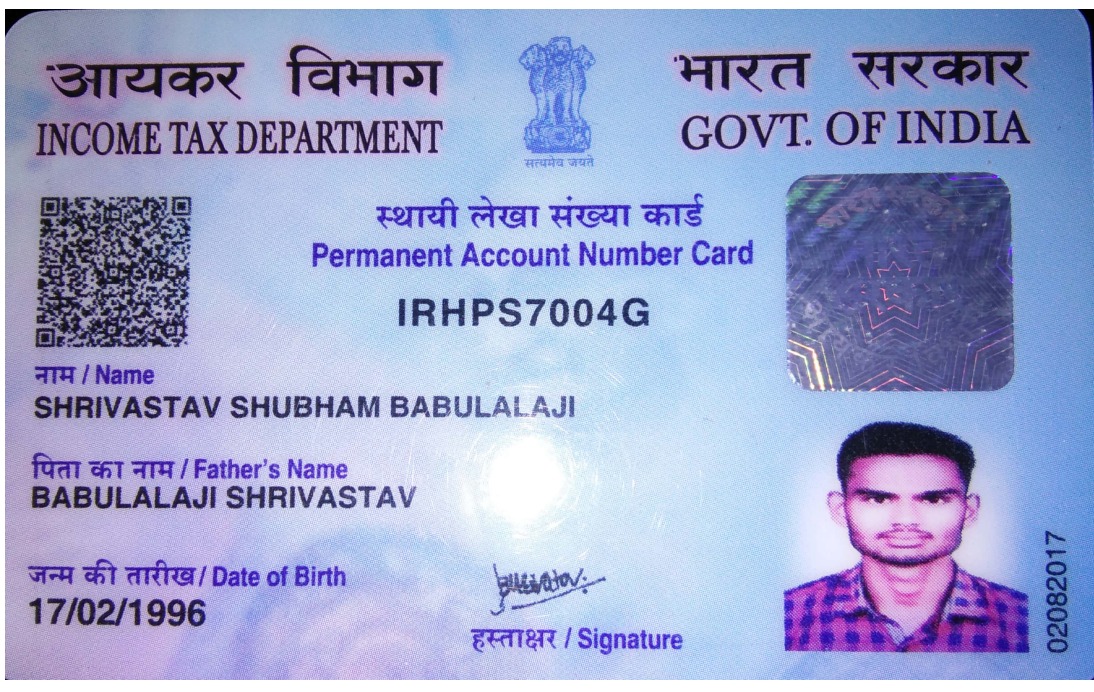 आयकर विभाग
INCOME TAX DEPARTMENT
सत्यमेव जयते
भारत सरकार
GOVT. OF INDIA
स्थायी लेखा संख्या कार्ड
Permanent Account Number Card
IRHPS7004G
नाम / Name
SHRIVASTAV SHUBHAM BABULALAJI
पिता का नाम / Father's Name
BABULALAJI SHRIVASTAV
जन्म की तारीख / Date of Birth
17/02/1996
हस्ताक्षर / Signature
02082017